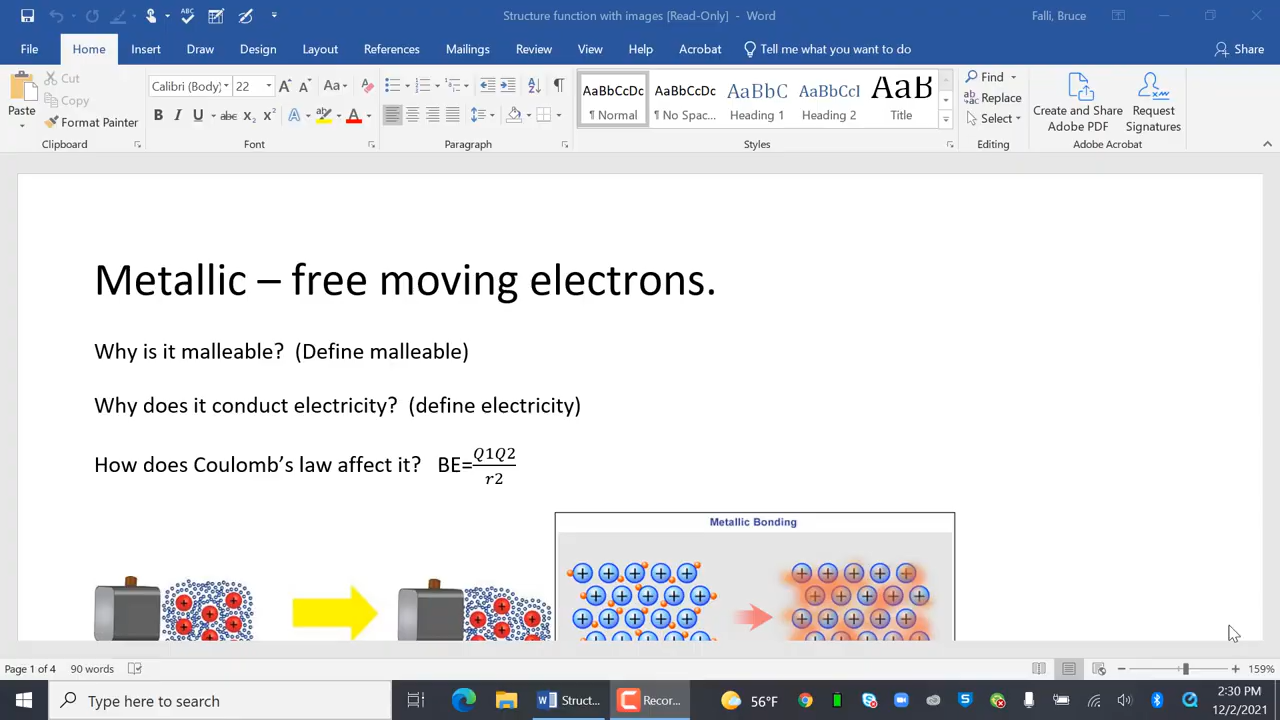 Structure function with images [Read-Only] - Word
Falli, Bruce
File Home Insert Draw Design Layout References Mailings Review View Help Acrobat Tell me what you want to do Share
Paste
Cut
Copy
Format Painter
Clipboard
Calibri (Body) 22 Aa
B I U abc x2 x2 A A
Font
Paragraph
AaBbCcDc AaBbCcDc AaBbC AaBbCcI AaB
¶ Normal ¶ No Spac... Heading 1 Heading 2 Title
Styles
Find
Replace
Select
Editing
Create and Share Adobe PDF
Request Signatures
Adobe Acrobat
Metallic – free moving electrons.
Why is it malleable? (Define malleable)
Why does it conduct electricity? (define electricity)
How does Coulomb's law affect it? BE=Q1Q2/r2
Metallic Bonding
Page 1 of 4 90 words 159%
Type here to search
Struct...
Recor...
56°F
2:30 PM
12/2/2021